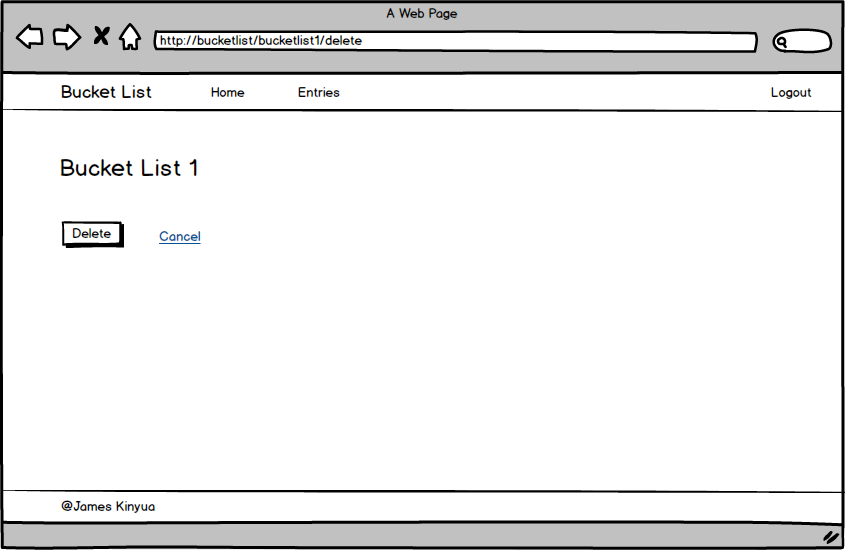 A Web Page
http://bucketlist/bucketlist1/delete
Bucket List Home Entries Logout
Bucket List 1
Delete Cancel
@James Kinyua